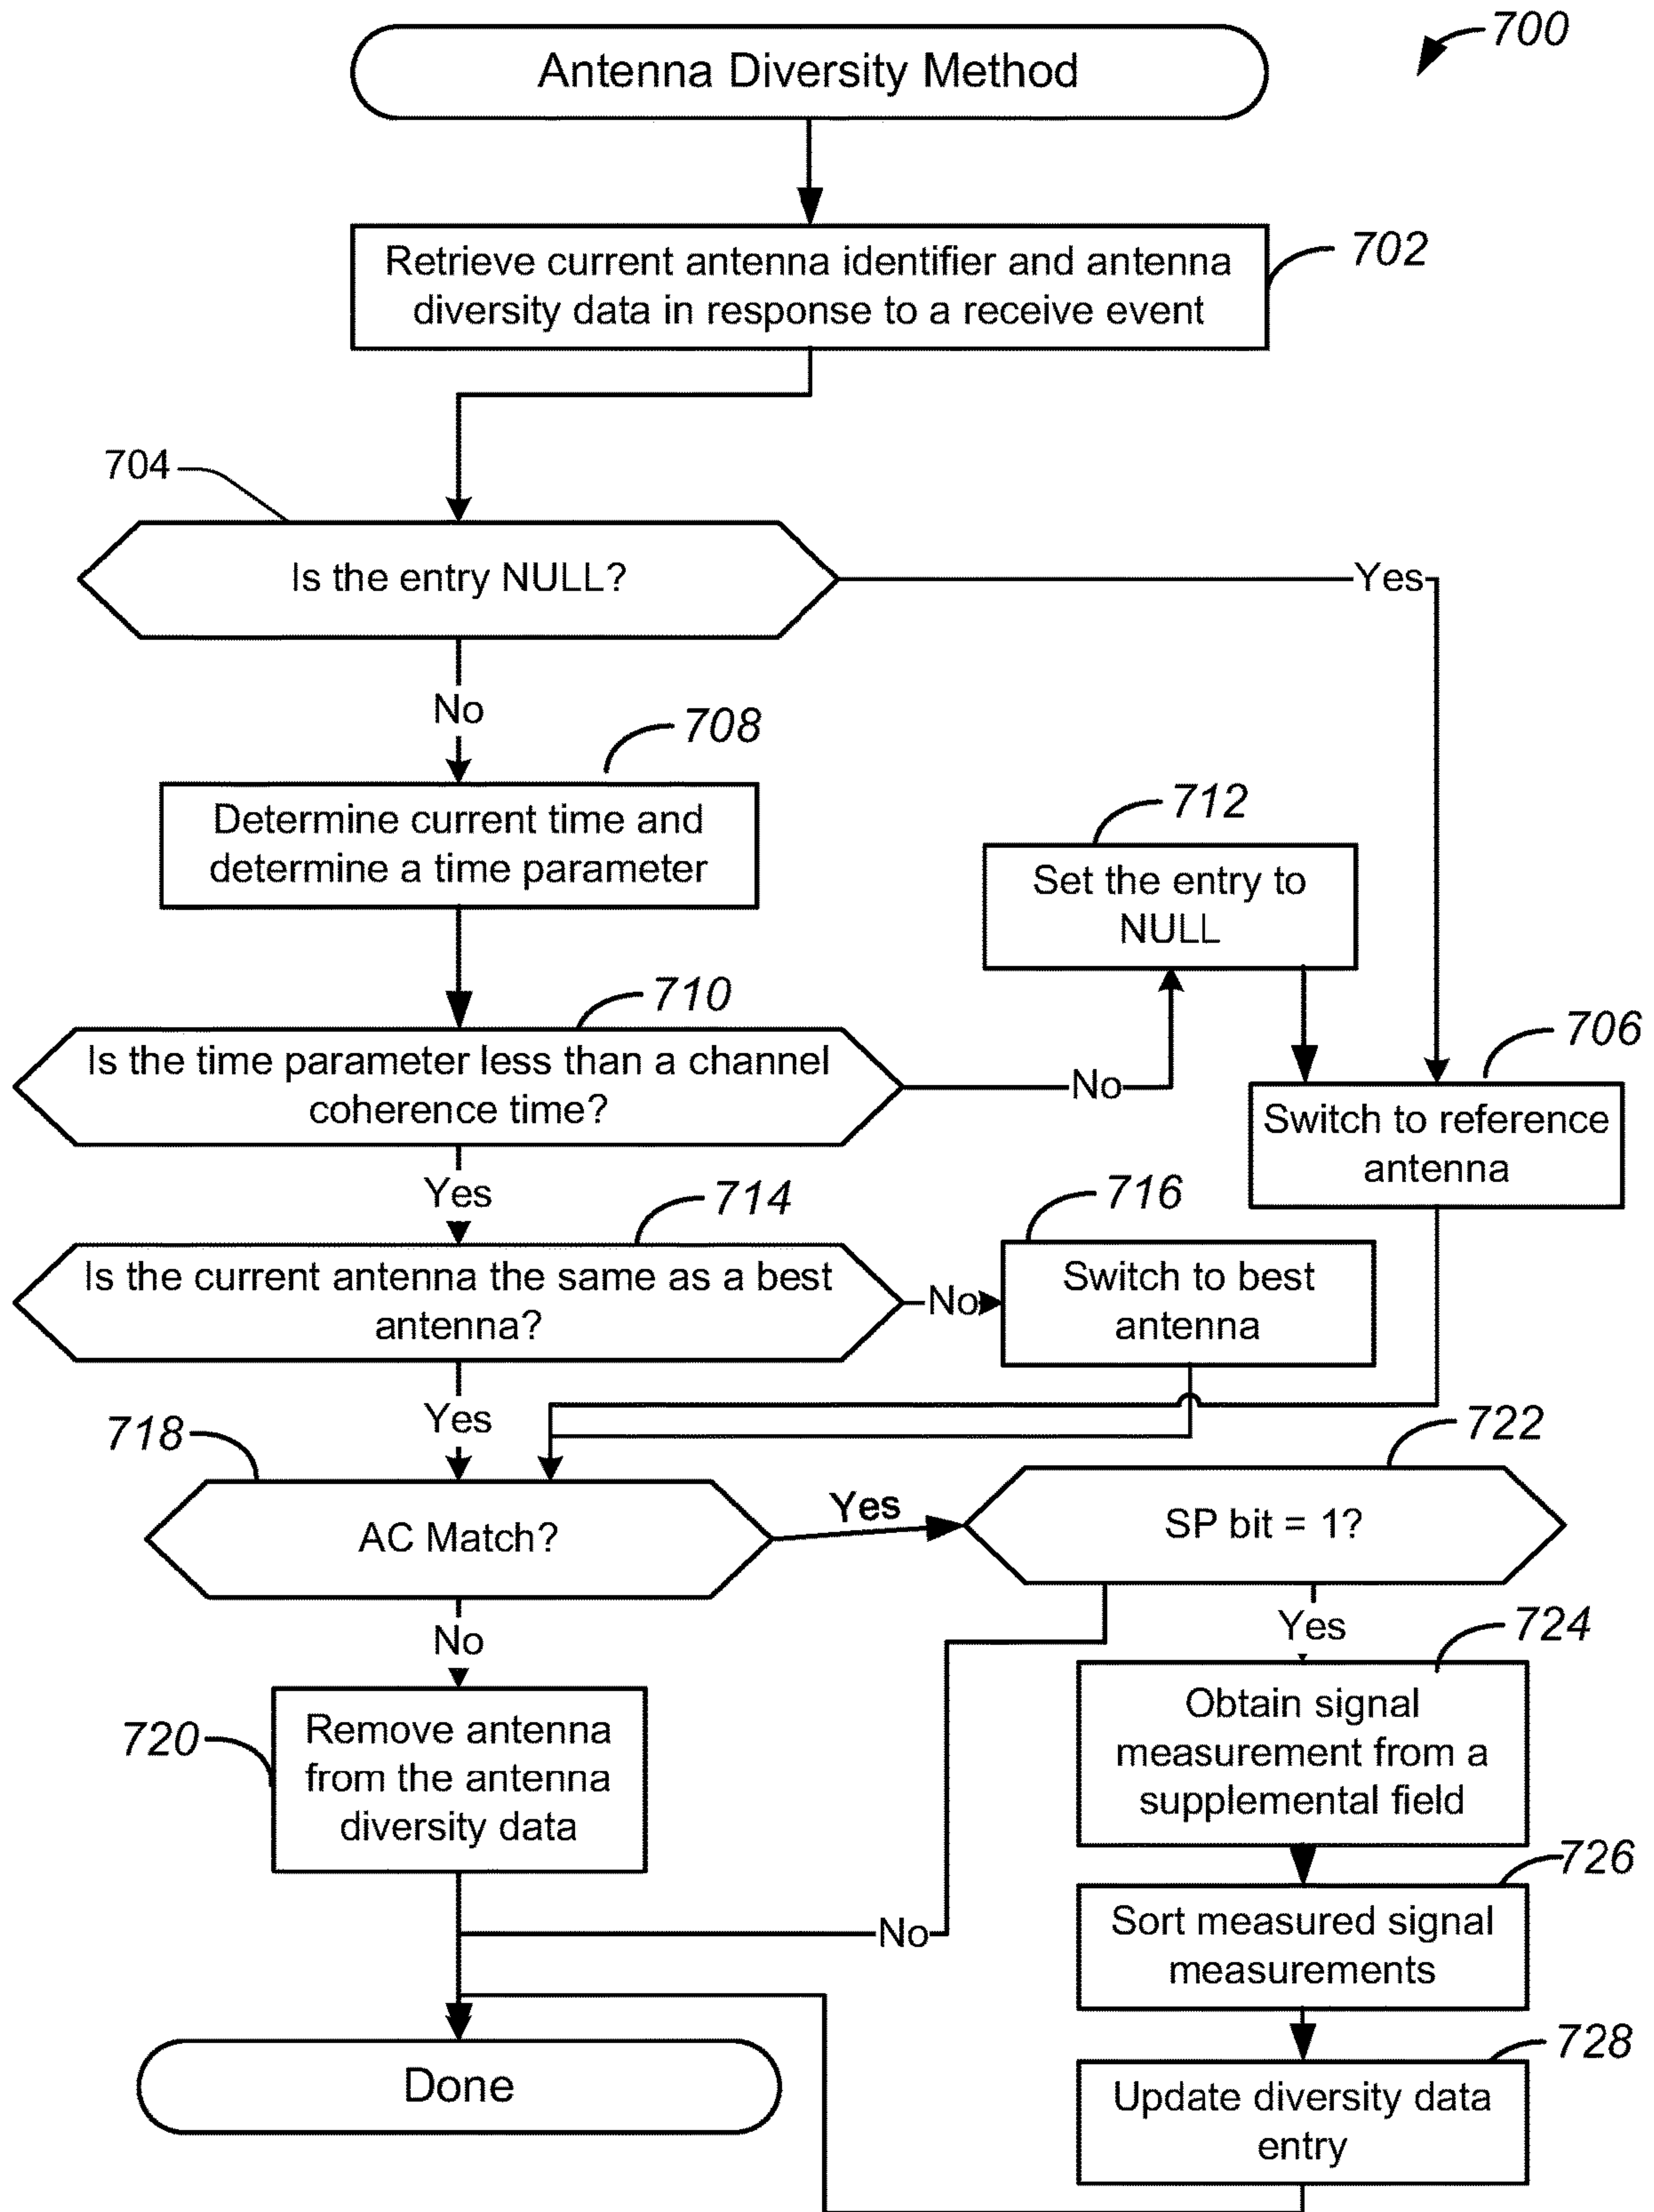 700
Antenna Diversity Method
Retrieve current antenna identifier and antenna
diversity data in response to a receive event
702
704
Is the entry NULL?
Yes
No
708
Determine current time and
determine a time parameter
712
Set the entry to
NULL
710
Is the time parameter less than a channel
coherence time?
No
706
Switch to reference
antenna
Yes
714
Is the current antenna the same as a best
antenna?
No
716
Switch to best
antenna
Yes
718
AC Match?
Yes
722
SP bit = 1?
No
Yes
720
Remove antenna
from the antenna
diversity data
724
Obtain signal
measurement from a
supplemental field
No
726
Sort measured signal
measurements
728
Update diversity data
entry
Done